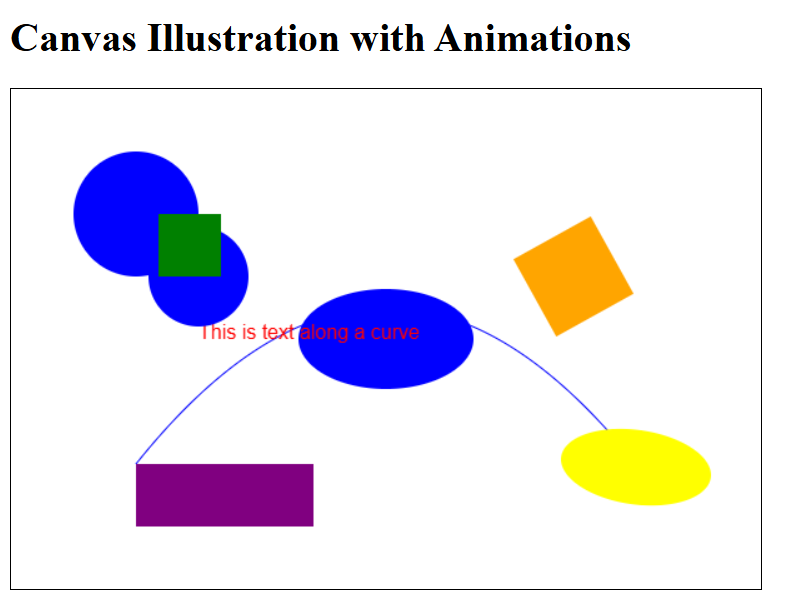 Canvas Illustration with Animations
This is text along a curve